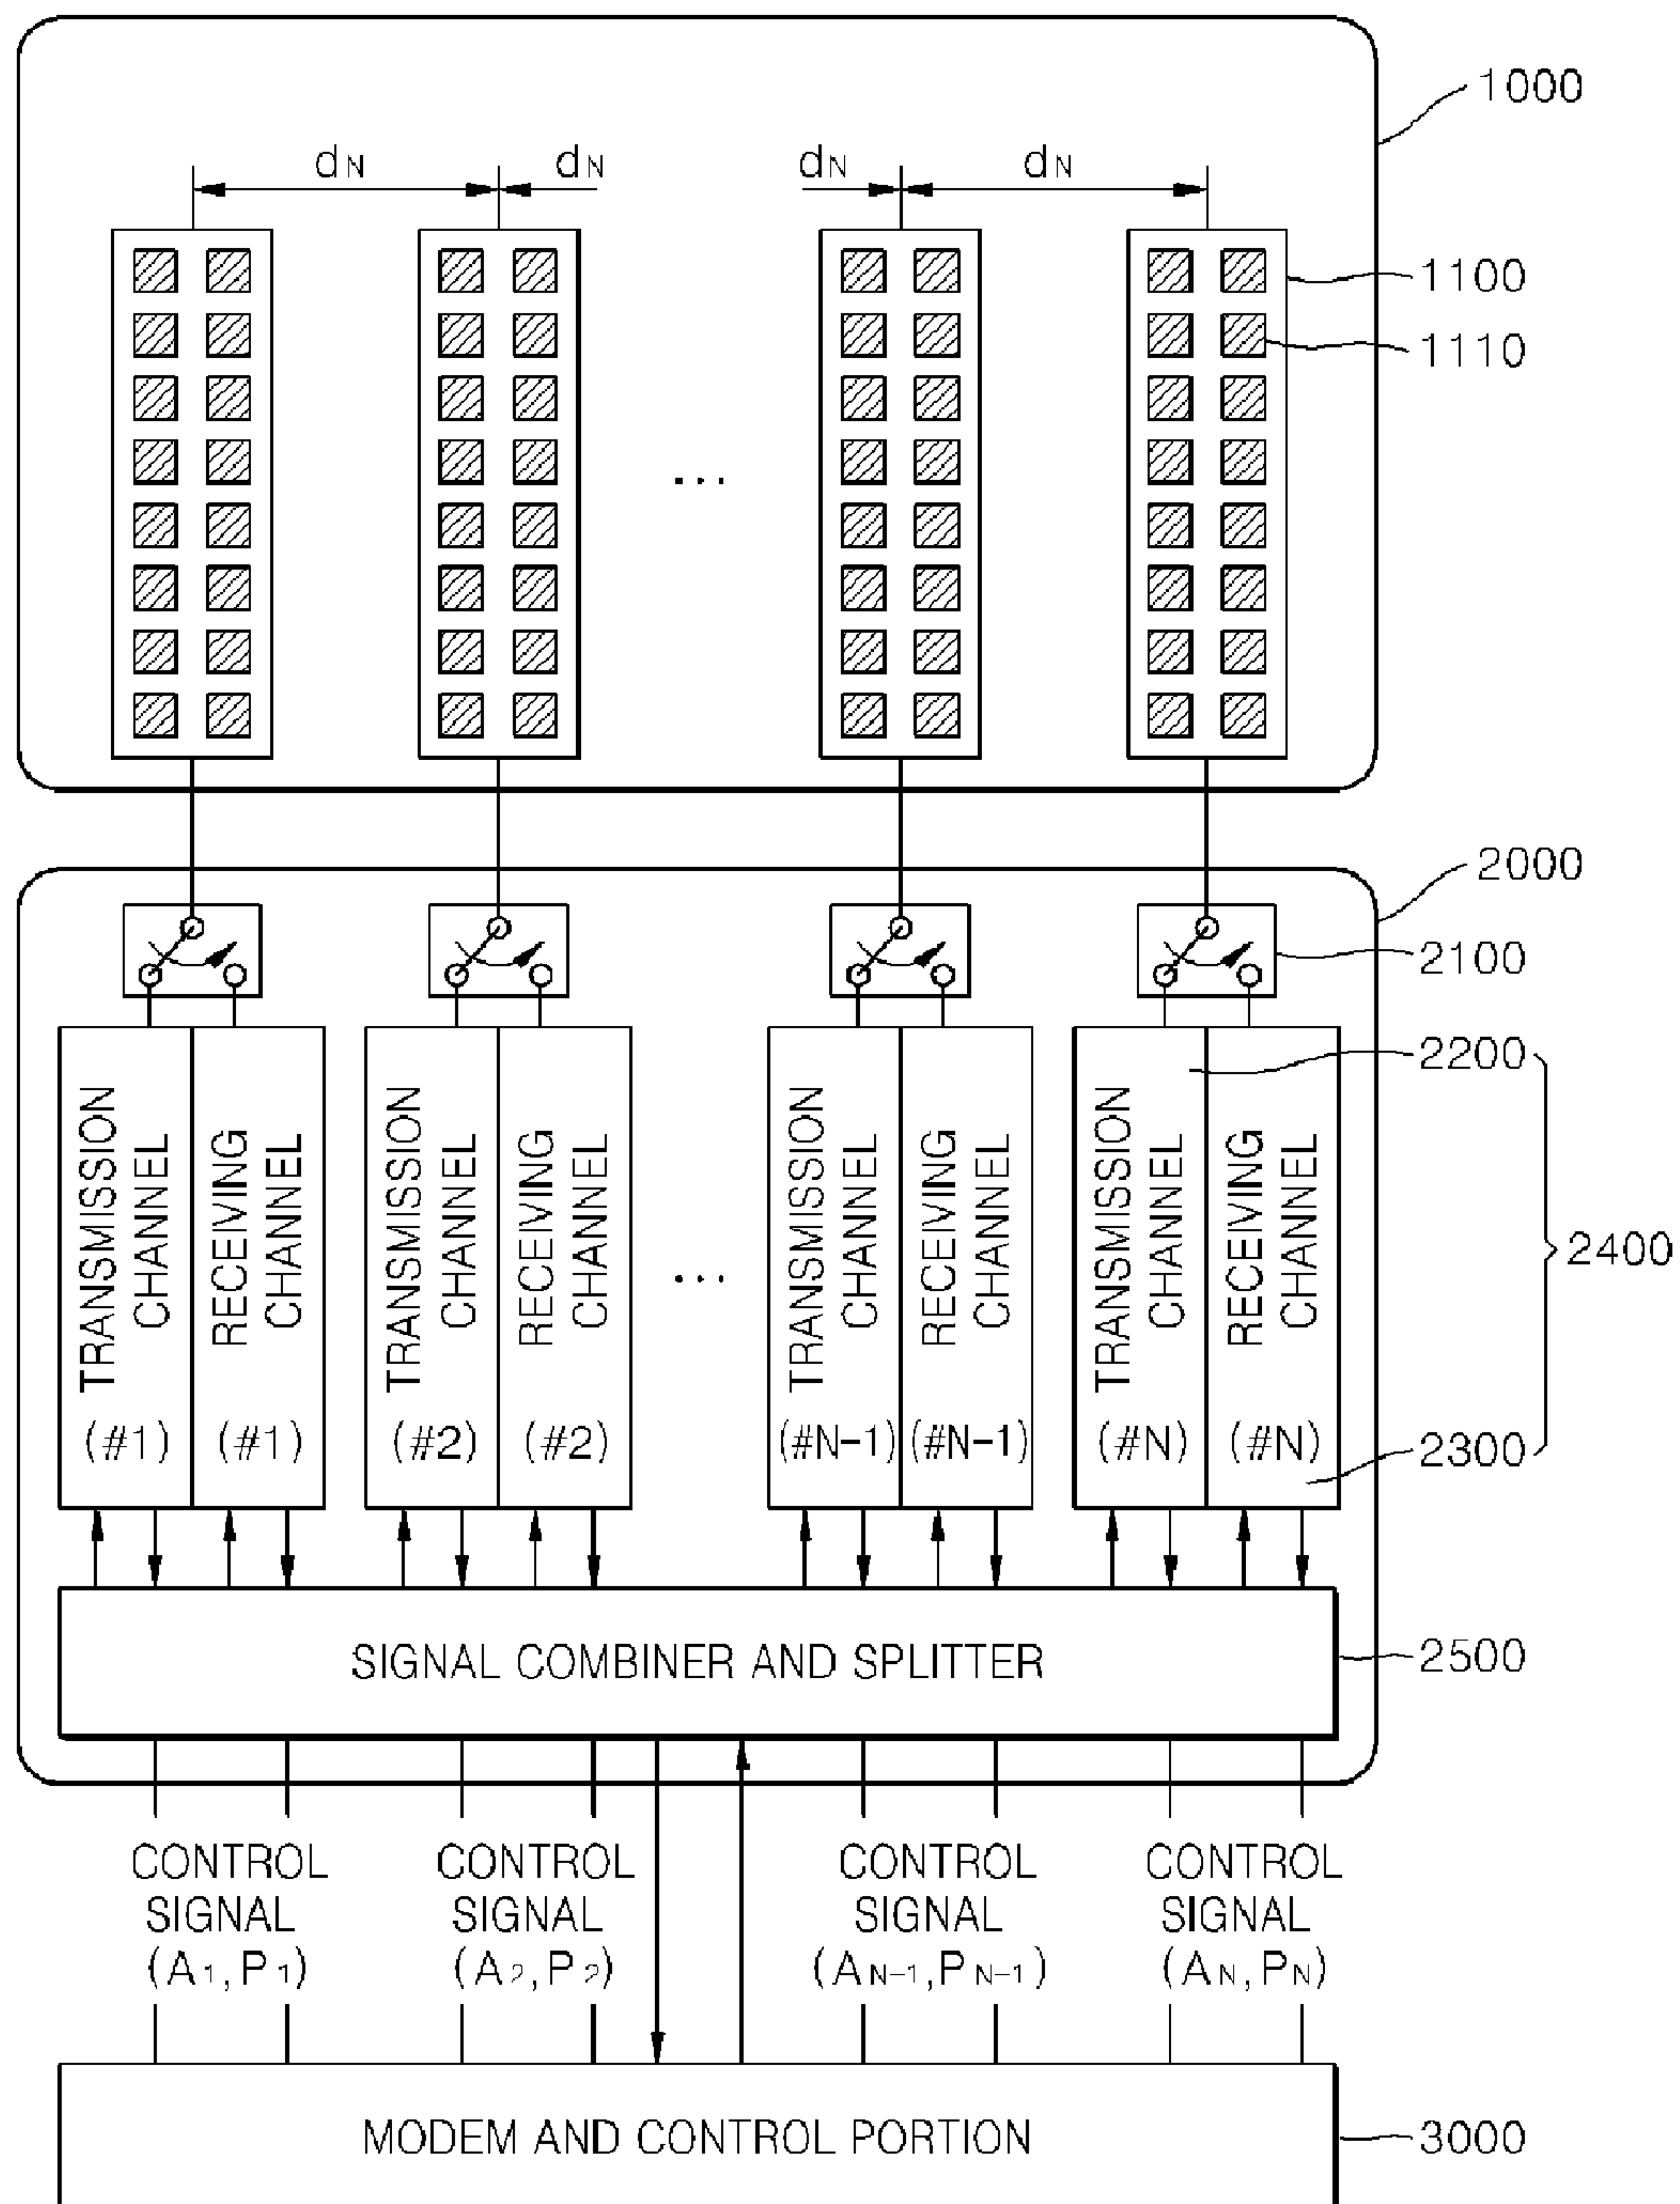 1000
dN dN dN dN
1100
1110
...
2000
2100
2200
TRANSMISSION CHANNEL (#1)
RECEIVING CHANNEL (#1)
TRANSMISSION CHANNEL (#2)
RECEIVING CHANNEL (#2)
...
TRANSMISSION CHANNEL (#N-1)
RECEIVING CHANNEL (#N-1)
TRANSMISSION CHANNEL (#N)
RECEIVING CHANNEL (#N)
2400
2300
SIGNAL COMBINER AND SPLITTER
2500
CONTROL SIGNAL (A1,P1)
CONTROL SIGNAL (A2,P2)
CONTROL SIGNAL (AN-1,PN-1)
CONTROL SIGNAL (AN,PN)
MODEM AND CONTROL PORTION
3000